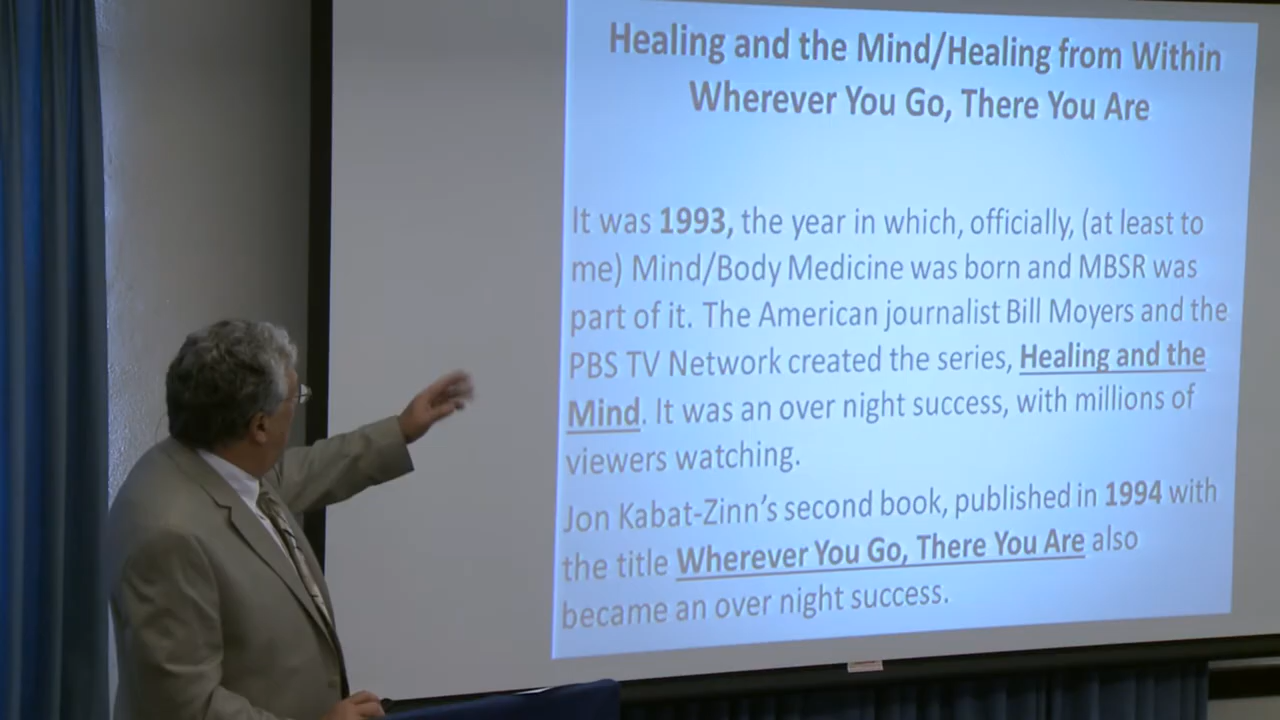 Healing and the Mind/Healing from Within
Wherever You Go, There You Are
It was 1993, the year in which, officially, (at least to
me) Mind/Body Medicine was born and MBSR was
part of it. The American journalist Bill Moyers and the
PBS TV Network created the series, Healing and the
Mind. It was an over night success, with millions of
viewers watching.
Jon Kabat-Zinn's second book, published in 1994 with
the title Wherever You Go, There You Are also
became an over night success.